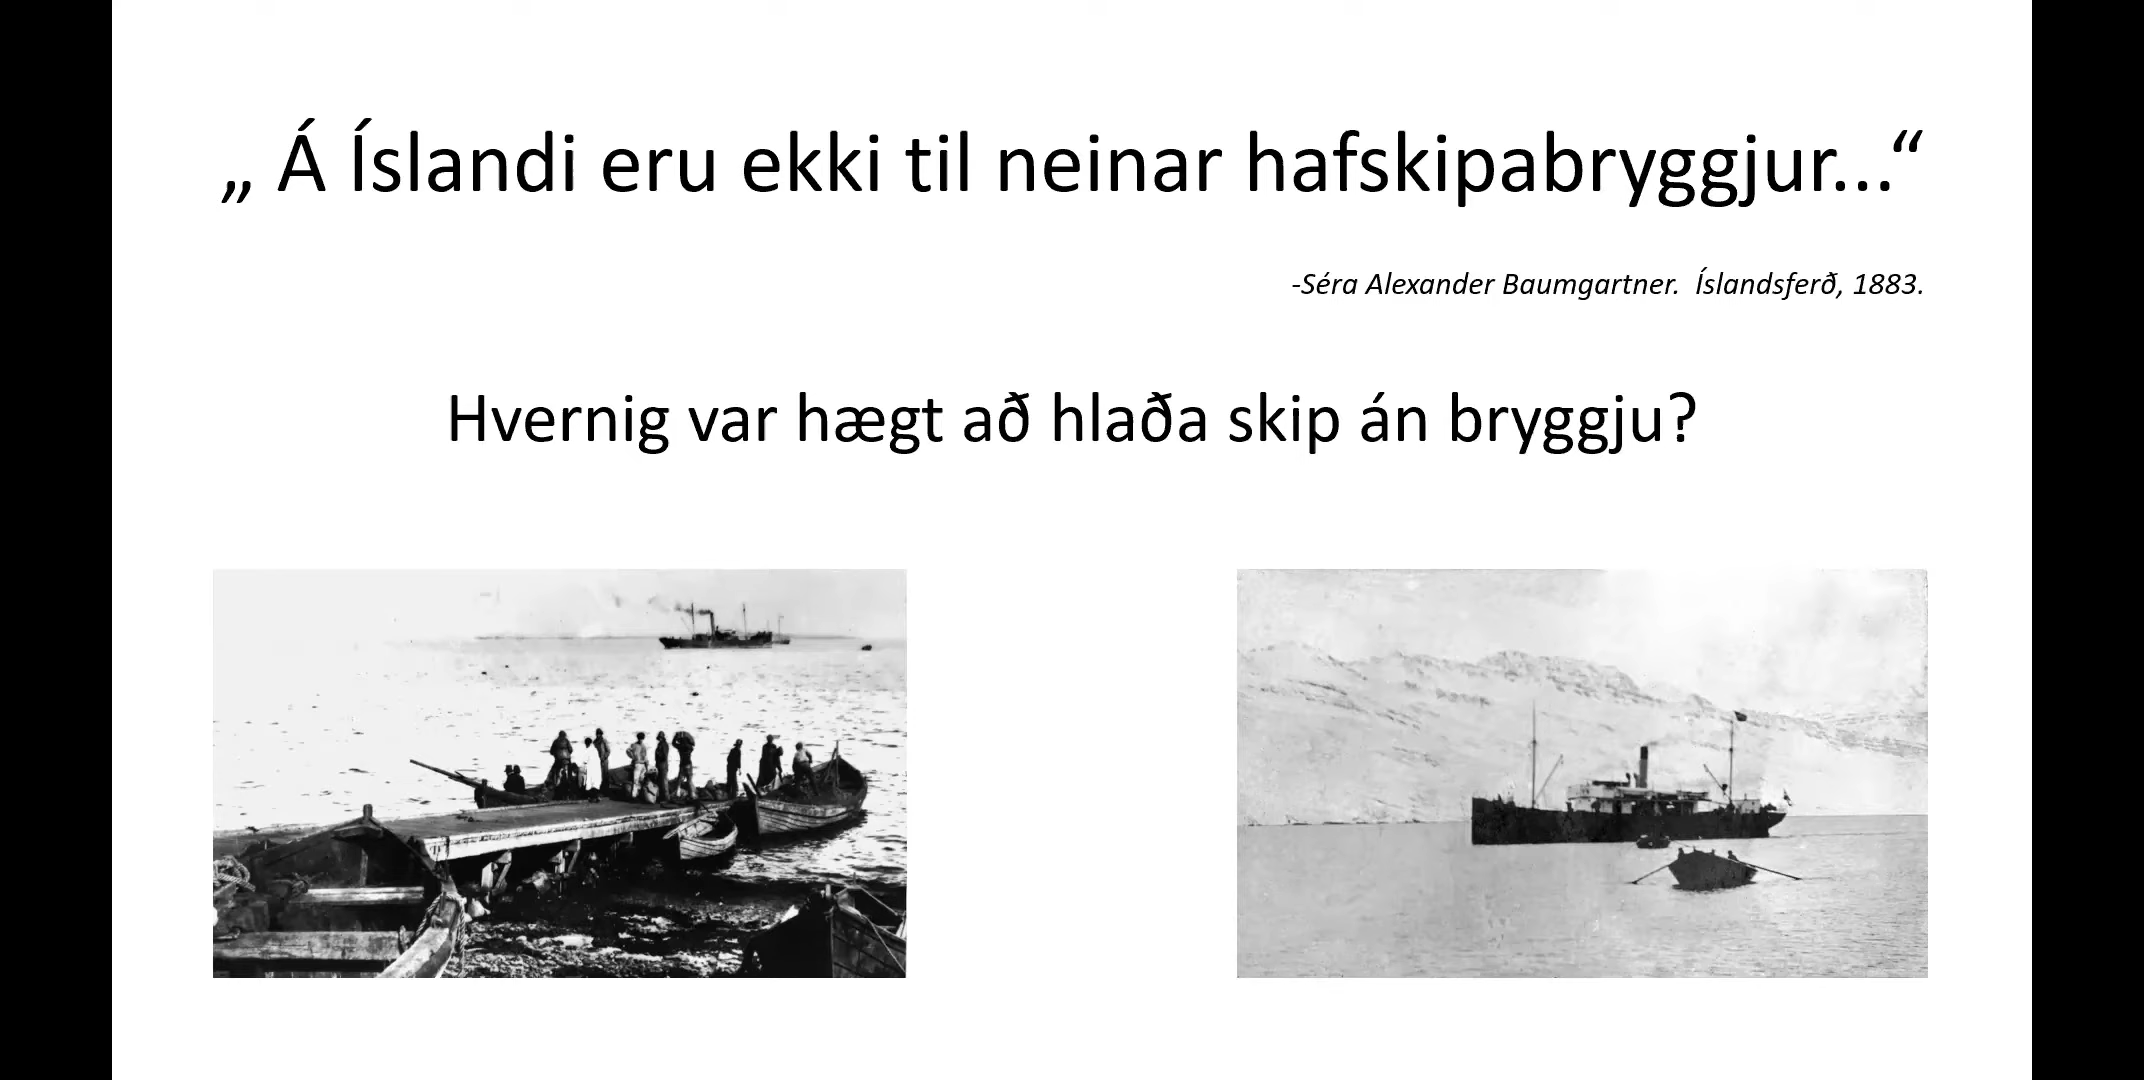 „ Á Íslandi eru ekki til neinar hafskipabryggjur...“
-Séra Alexander Baumgartner.  Íslandsferð, 1883.
Hvernig var hægt að hlaða skip án bryggju?